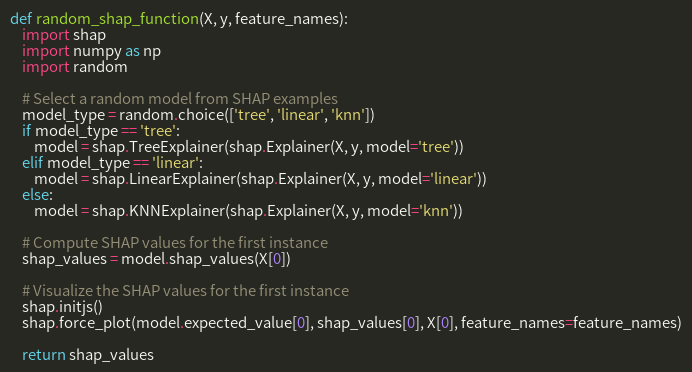 def random_shap_function(X, y, feature_names):
    import shap
    import numpy as np
    import random

    # Select a random model from SHAP examples
    model_type = random.choice(['tree', 'linear', 'knn'])
    if model_type == 'tree':
        model = shap.TreeExplainer(shap.Explainer(X, y, model='tree'))
    elif model_type == 'linear':
        model = shap.LinearExplainer(shap.Explainer(X, y, model='linear'))
    else:
        model = shap.KNNExplainer(shap.Explainer(X, y, model='knn'))

    # Compute SHAP values for the first instance
    shap_values = model.shap_values(X[0])

    # Visualize the SHAP values for the first instance
    shap.initjs()
    shap.force_plot(model.expected_value[0], shap_values[0], X[0], feature_names=feature_names)

    return shap_values